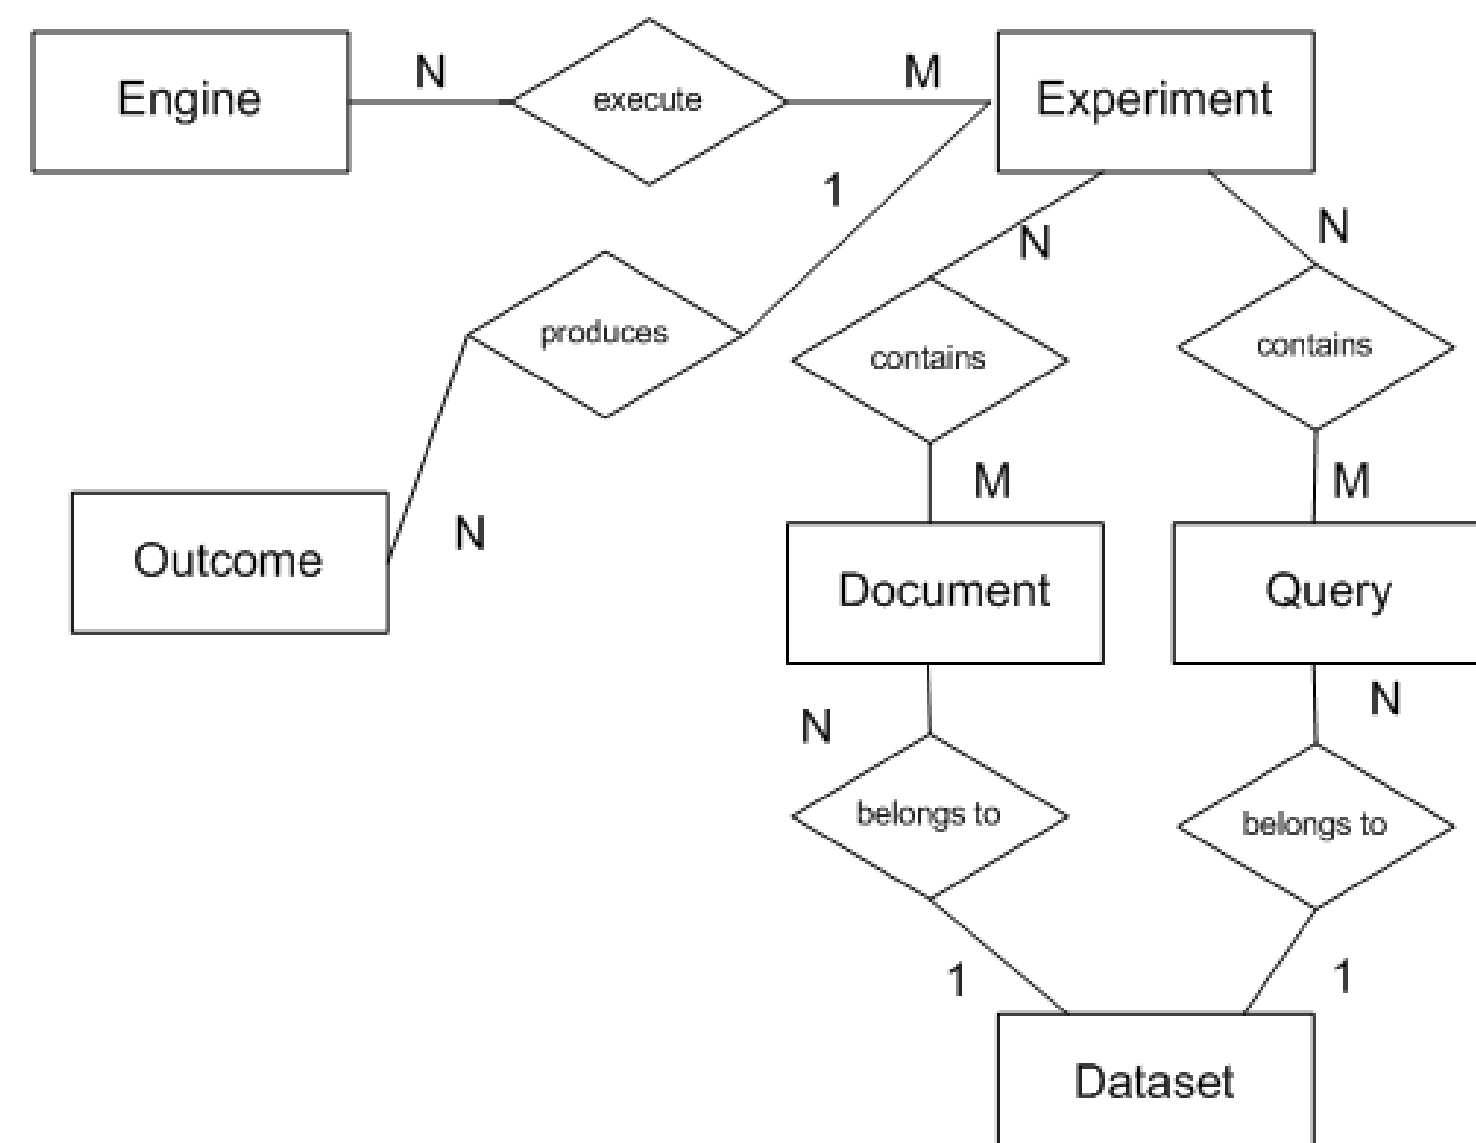 Engine
N
execute
M
Experiment
1
N
N
produces
contains
contains
N
M
M
Outcome
Document
Query
N
N
belongs to
belongs to
1
1
Dataset